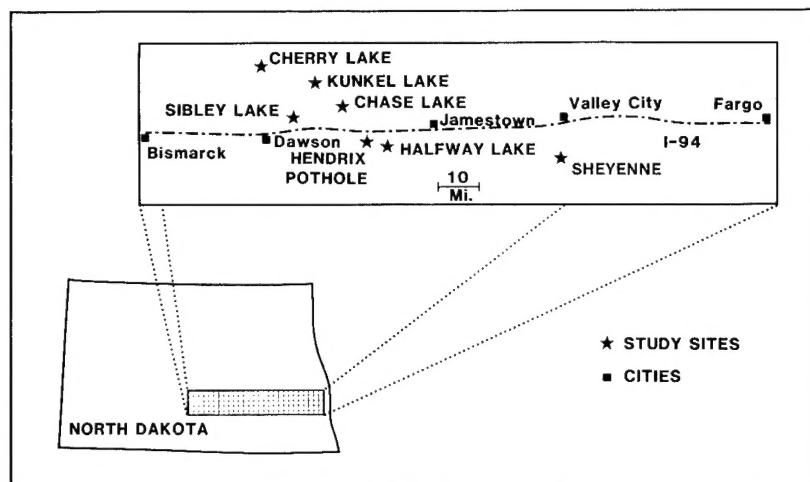 CHERRY LAKE
KUNKEL LAKE
CHASE LAKE
SIBLEY LAKE
Jamestown
Valley City
Fargo
Bismarck
Dawson
I-94
HENDRIX
POTHOLE
HALFWAY LAKE
SHEYENNE
10
Mi.
STUDY SITES
CITIES
NORTH DAKOTA